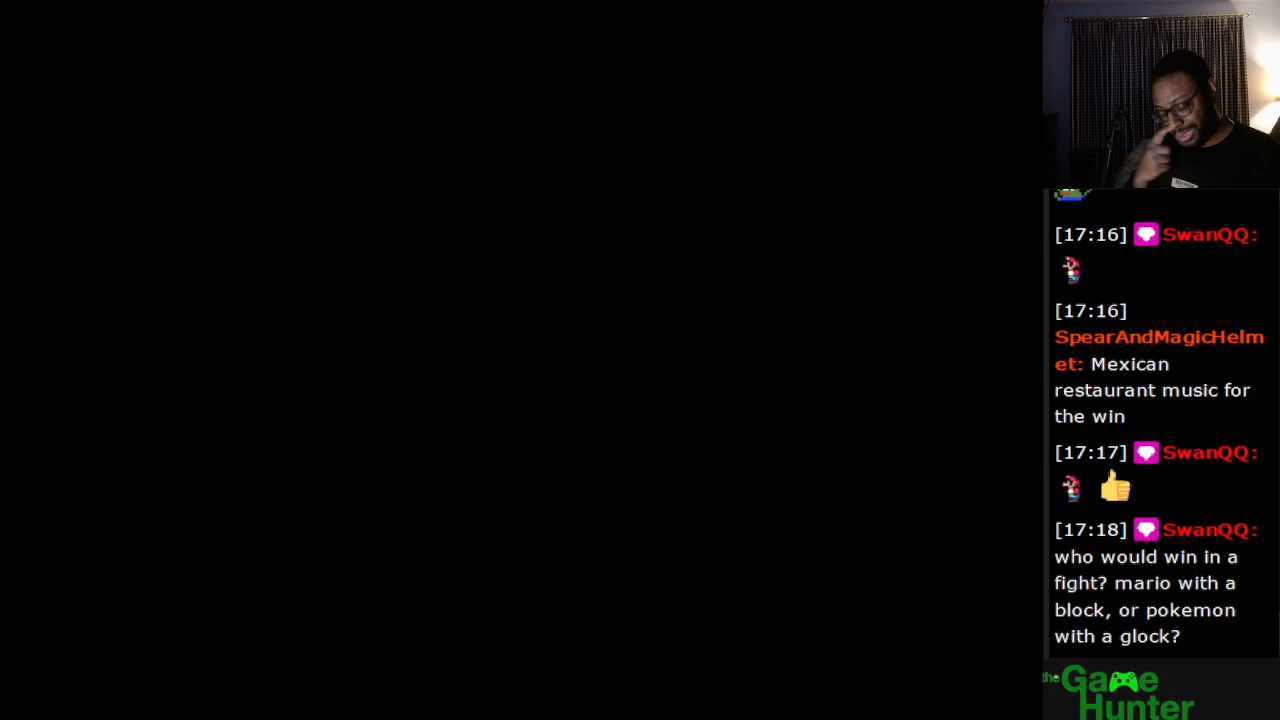 [17:16] SwanQQ:
[17:16]
SpearAndMagicHelm
et: Mexican
restaurant music for
the win
[17:17] SwanQQ:
[17:18] SwanQQ:
who would win in a
fight? mario with a
block, or pokemon
with a glock?
the Game
Hunter